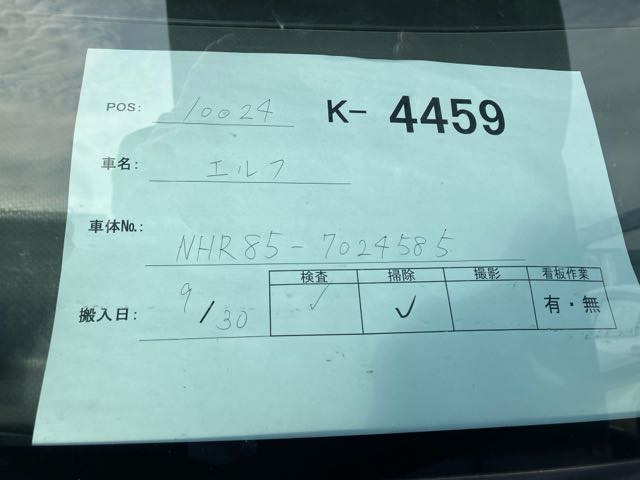 POS: 10024 K- 4459
車名: エルフ
車体No.: NHR85-7024585
搬入日: 9/30
検査 掃除 撮影 看板作業
✓ ✓ 有・無